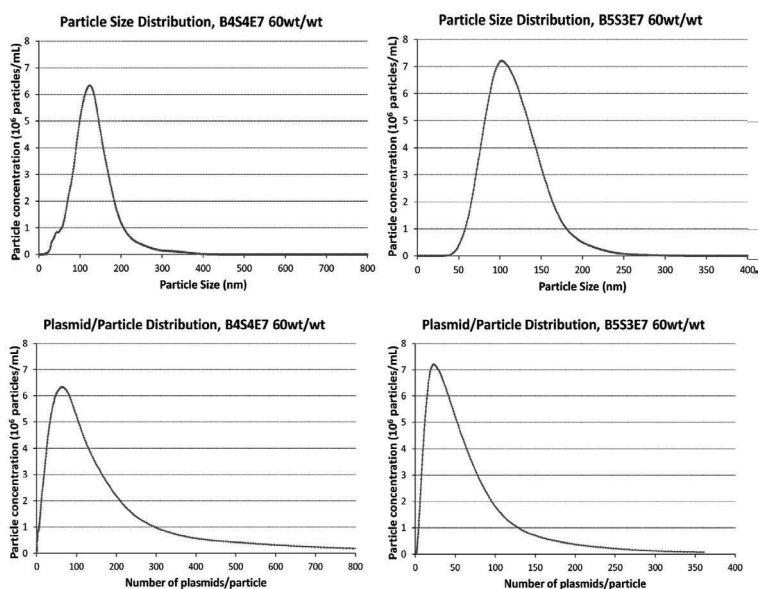 Particle Size Distribution, B4S4E7 60wt/wt
Particle concentration (10⁶ particles/mL)
8
7
6
5
4
3
2
1
0
0 100 200 300 400 500 600 700 800
Particle Size (nm)
Particle Size Distribution, B5S3E7 60wt/wt
Particle concentration (10⁶ particles/mL)
8
7
6
5
4
3
2
1
0
0 50 100 150 200 250 300 350 400
Particle Size (nm)
Plasmid/Particle Distribution, B4S4E7 60wt/wt
Particle concentration (10⁶ particles/mL)
8
7
6
5
4
3
2
1
0
0 100 200 300 400 500 600 700 800
Number of plasmids/particle
Plasmid/Particle Distribution, B5S3E7 60wt/wt
Particle concentration (10⁶ particles/mL)
8
7
6
5
4
3
2
1
0
0 50 100 150 200 250 300 350 400
Number of plasmids/particle